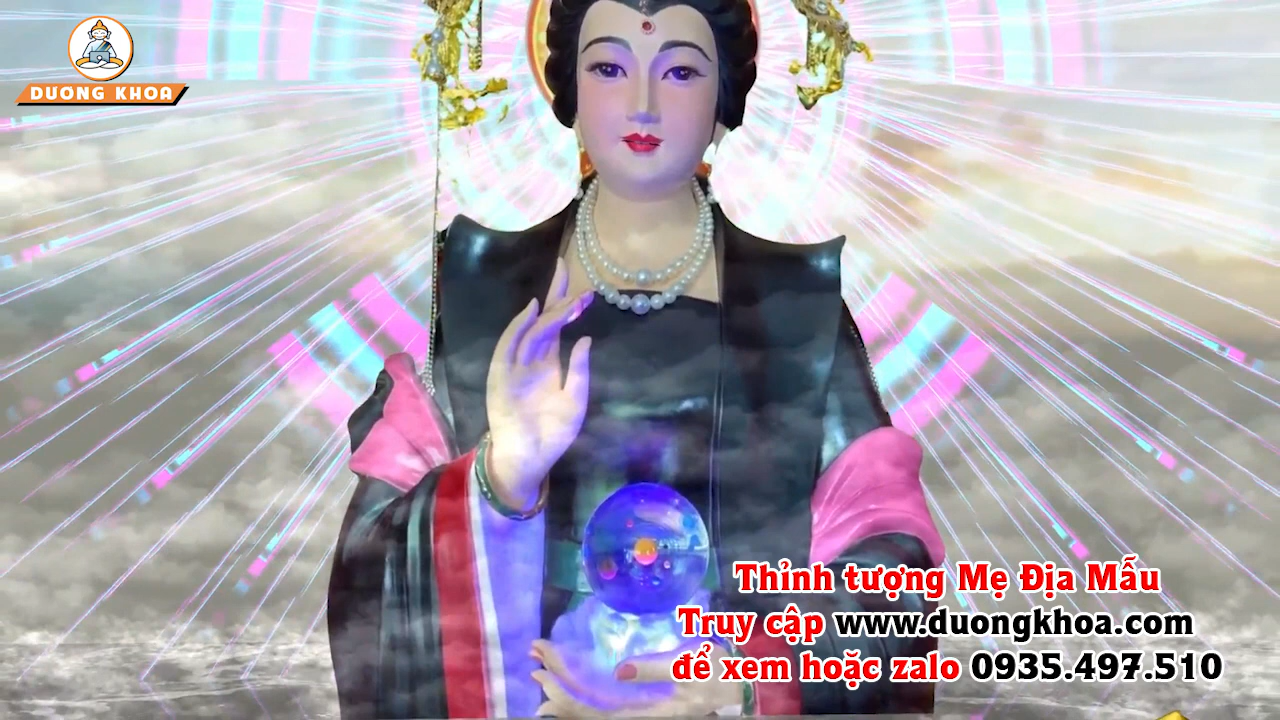 DUONG KHOA
Thỉnh tượng Mẹ Địa Mẫu
Truy cập www.duongkhoa.com
để xem hoặc zalo 0935.497.510